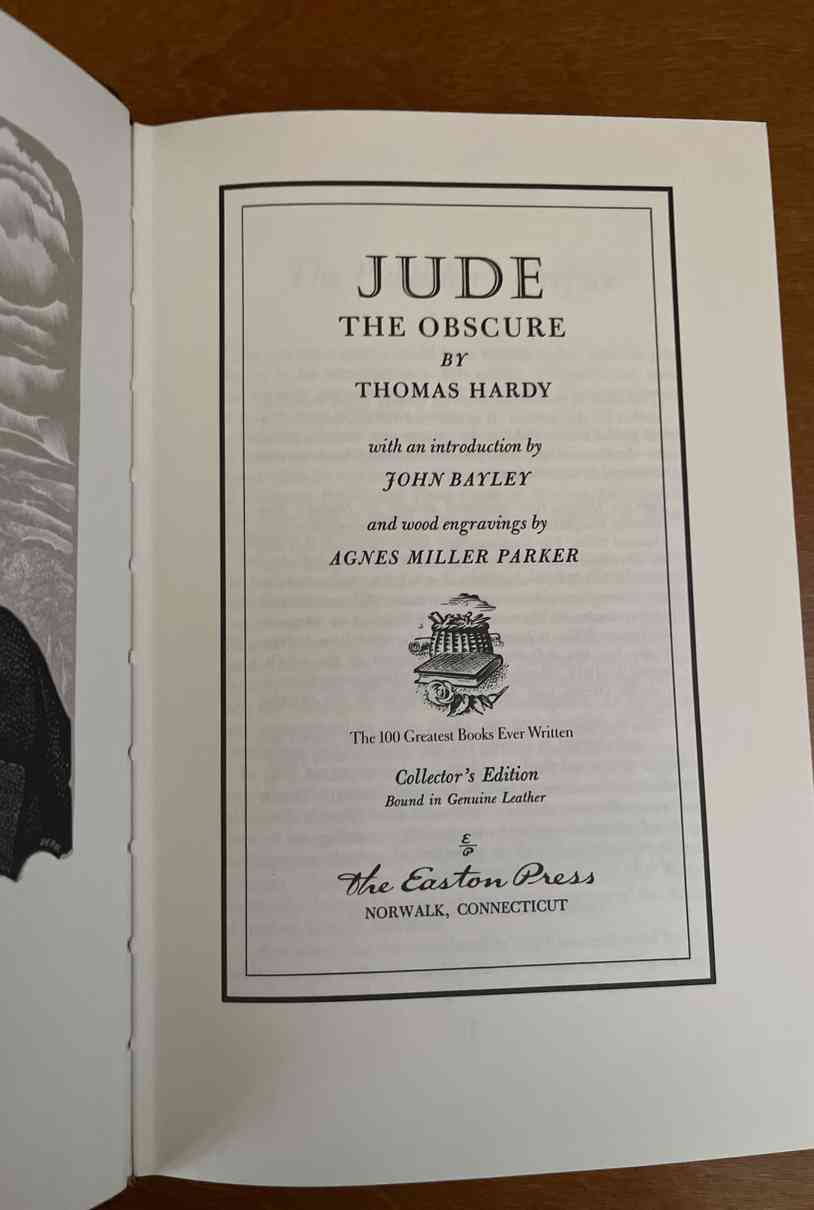 JUDE
THE OBSCURE
BY
THOMAS HARDY
with an introduction by
JOHN BAYLEY
and wood engravings by
AGNES MILLER PARKER
The 100 Greatest Books Ever Written
Collector's Edition
Bound in Genuine Leather
E
P
The Easton Press
NORWALK, CONNECTICUT